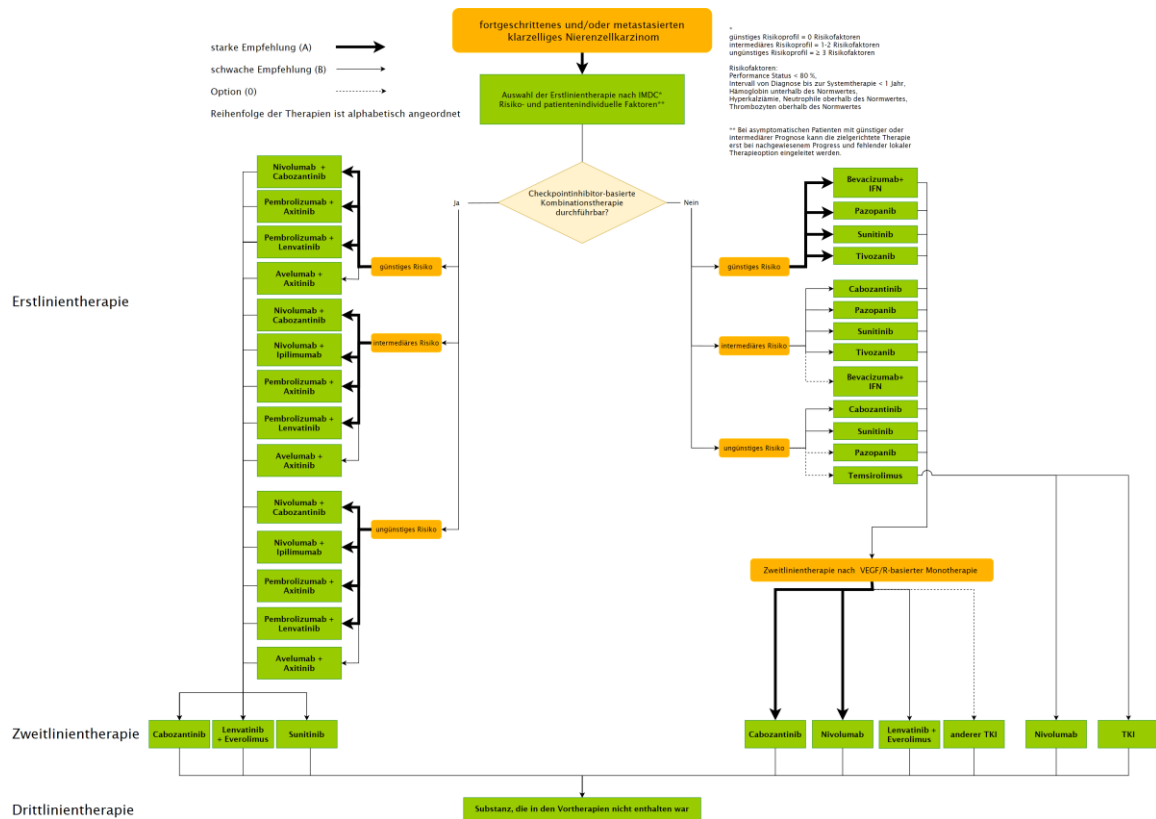 fortgeschrittenes und/oder metastasierten
klarzelliges Nierenzellkarzinom
starke Empfehlung (A)
schwache Empfehlung (B)
Option (0)
Reihenfolge der Therapien ist alphabetisch angeordnet
*
günstiges Risikoprofil = 0 Risikofaktoren
intermediäres Risikoprofil = 1-2 Risikofaktoren
ungünstiges Risikoprofil = ≥ 3 Risikofaktoren
Risikofaktoren:
Performance Status < 80 %,
Intervall von Diagnose bis zur Systemtherapie < 1 Jahr,
Hämoglobin unterhalb des Normwertes,
Hyperkalziämie, Neutrophile oberhalb des Normwertes,
Thrombozyten oberhalb des Normwertes
** Bei asymptomatischen Patienten mit günstiger oder
intermediärer Prognose kann die zielgerichtete Therapie
erst bei nachgewiesenem Progress und fehlender lokaler
Therapieoption eingeleitet werden.
Auswahl der Erstlinientherapie nach IMDC*
Risiko- und patientenindividuelle Faktoren**
Checkpointinhibitor-basierte
Kombinationstherapie
durchführbar?
Ja
Nein
Erstlinientherapie
Nivolumab +
Cabozantinib
Pembrolizumab +
Axitinib
Pembrolizumab +
Lenvatinib
Avelumab +
Axitinib
günstiges Risiko
Nivolumab +
Cabozantinib
Nivolumab +
Ipilimumab
Pembrolizumab +
Axitinib
Pembrolizumab +
Lenvatinib
Avelumab +
Axitinib
intermediäres Risiko
Nivolumab +
Cabozantinib
Nivolumab +
Ipilimumab
Pembrolizumab +
Axitinib
Pembrolizumab +
Lenvatinib
Avelumab +
Axitinib
ungünstiges Risiko
günstiges Risiko
Bevacizumab+
IFN
Pazopanib
Sunitinib
Tivozanib
intermediäres Risiko
Cabozantinib
Pazopanib
Sunitinib
Tivozanib
Bevacizumab+
IFN
ungünstiges Risiko
Cabozantinib
Sunitinib
Pazopanib
Temsirolimus
Zweitlinientherapie nach VEGF/R-basierter Monotherapie
Zweitlinientherapie
Cabozantinib
Lenvatinib
+ Everolimus
Sunitinib
Cabozantinib
Nivolumab
Lenvatinib +
Everolimus
anderer TKI
Nivolumab
TKI
Drittlinientherapie
Substanz, die in den Vortherapien nicht enthalten war